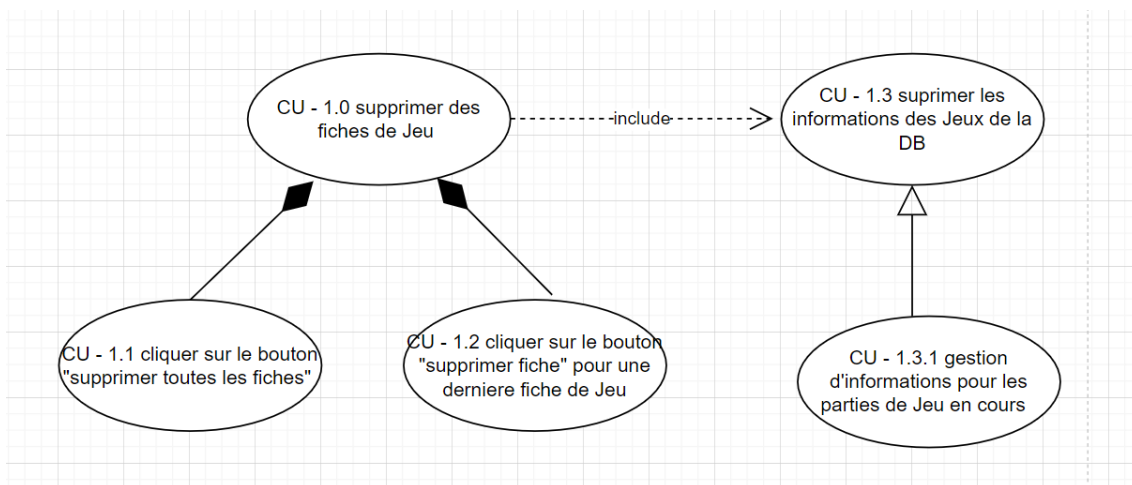 CU - 1.0 supprimer des
fiches de Jeu
include
CU - 1.3 suprimer les
informations des Jeux de la
DB
CU - 1.1 cliquer sur le bouton
"supprimer toutes les fiches"
CU - 1.2 cliquer sur le bouton
"supprimer fiche" pour une
derniere fiche de Jeu
CU - 1.3.1 gestion
d'informations pour les
parties de Jeu en cours